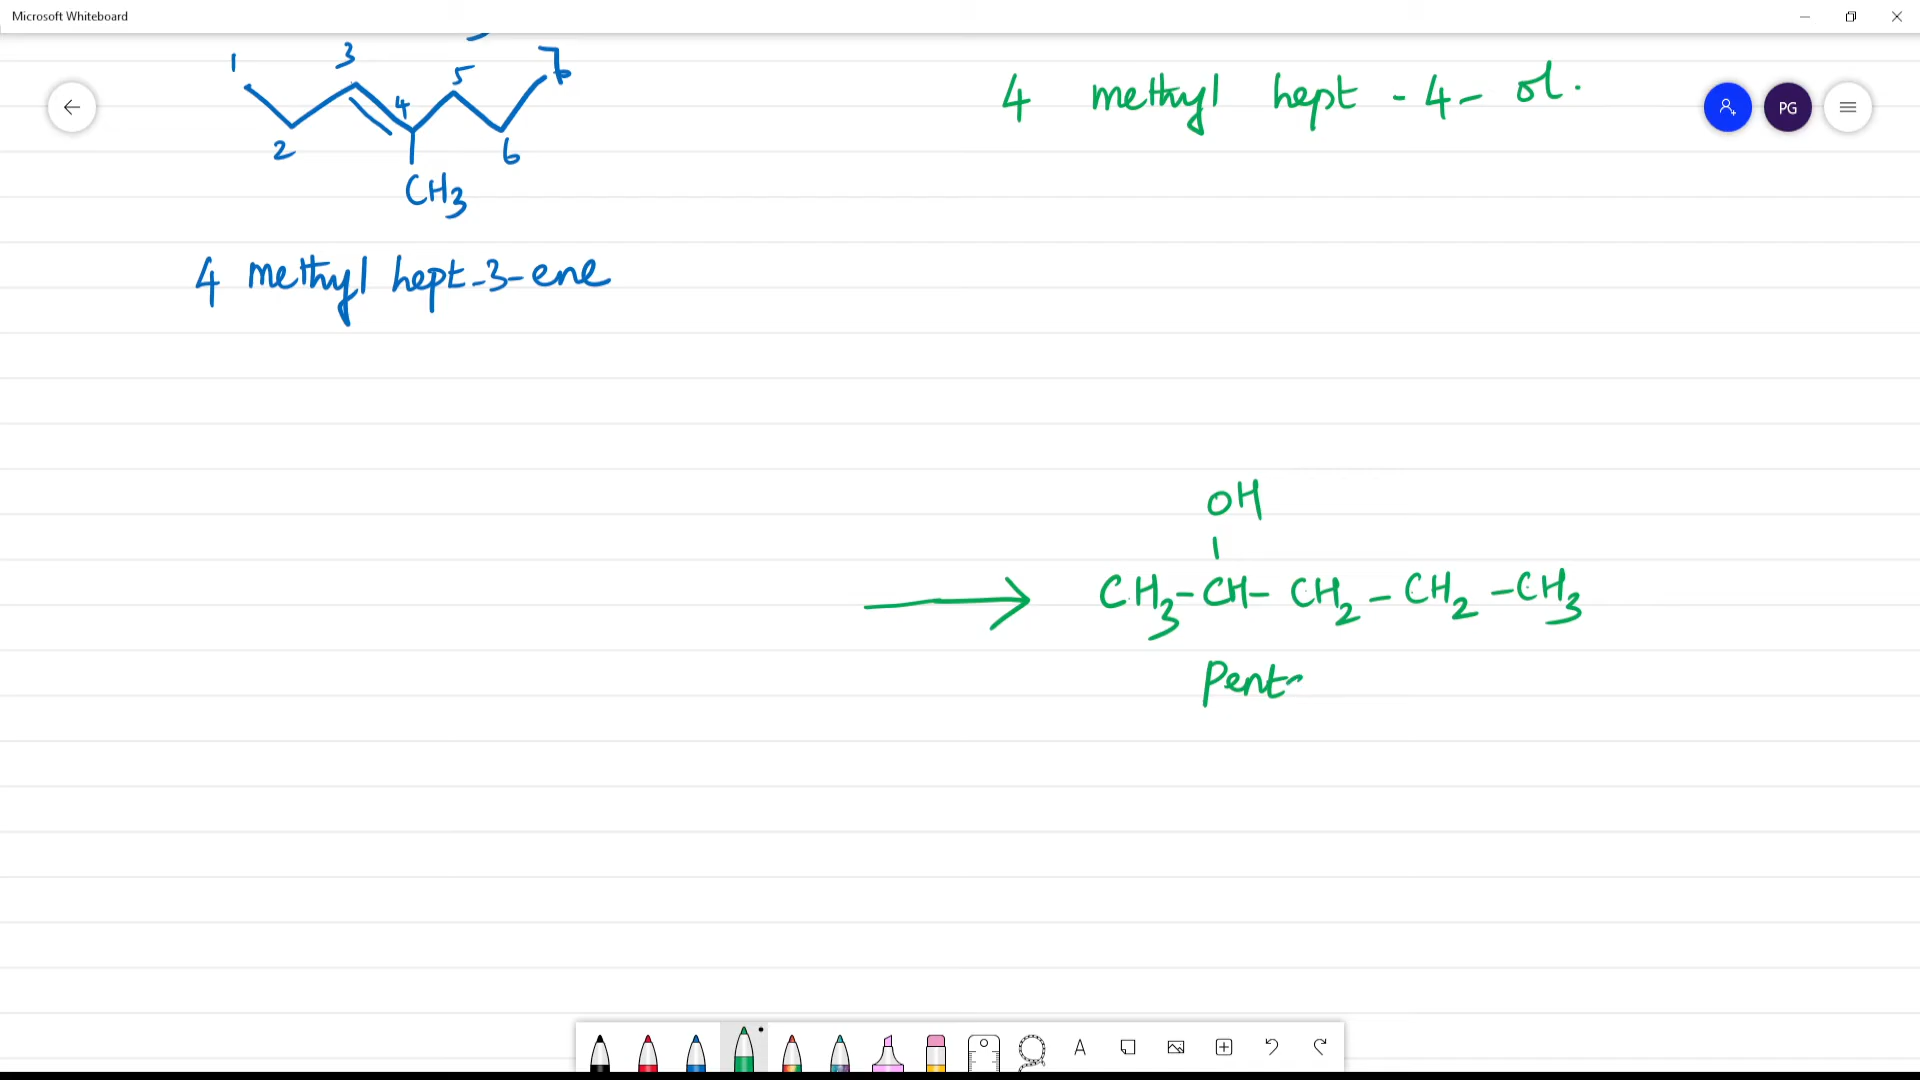 Microsoft Whiteboard
1 3 5 7
2 4 6
CH3
4 methyl hept-3-ene
4 methyl hept - 4 - ol.
PG
OH
CH3-CH-CH2-CH2-CH3
Pent-
A